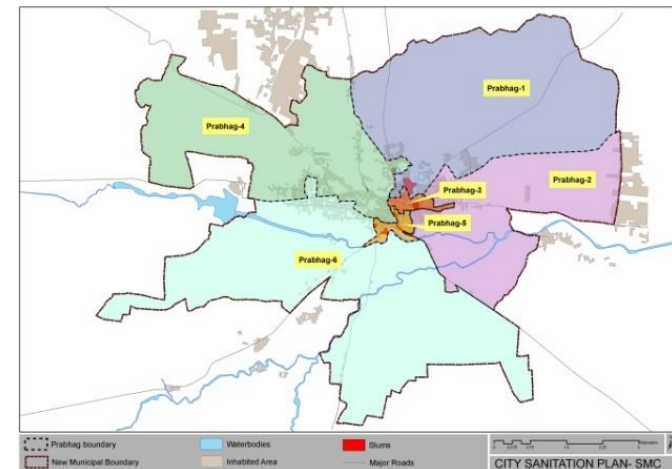 Prabhag-1
Prabhag-4
Prabhag-2
Prabhag-3
Prabhag-5
Prabhag-6
Prabhag boundary
Waterbodies
Slums
New Municipal Boundary
Inhabited Area
Major Roads
CITY SANITATION PLAN- SMC